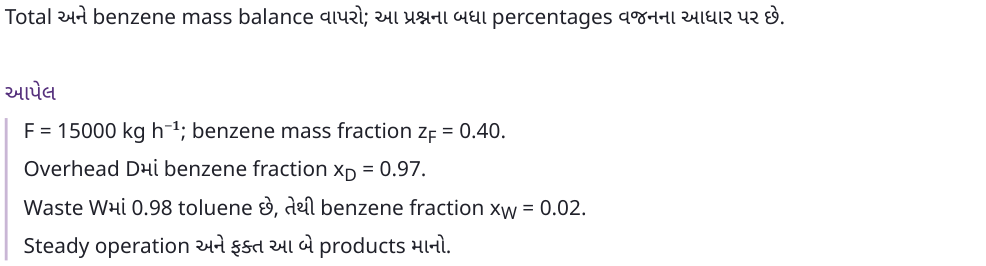 Total અને benzene mass balance વાપરો; આ પ્રશ્નના બધા percentages વજનના આધાર પર છે.
આપેલ
F = 15000 kg h⁻¹; benzene mass fraction z_F = 0.40.
Overhead Dમાં benzene fraction x_D = 0.97.
Waste Wમાં 0.98 toluene છે, તેથી benzene fraction x_W = 0.02.
Steady operation અને ફક્ત આ બે products માનો.